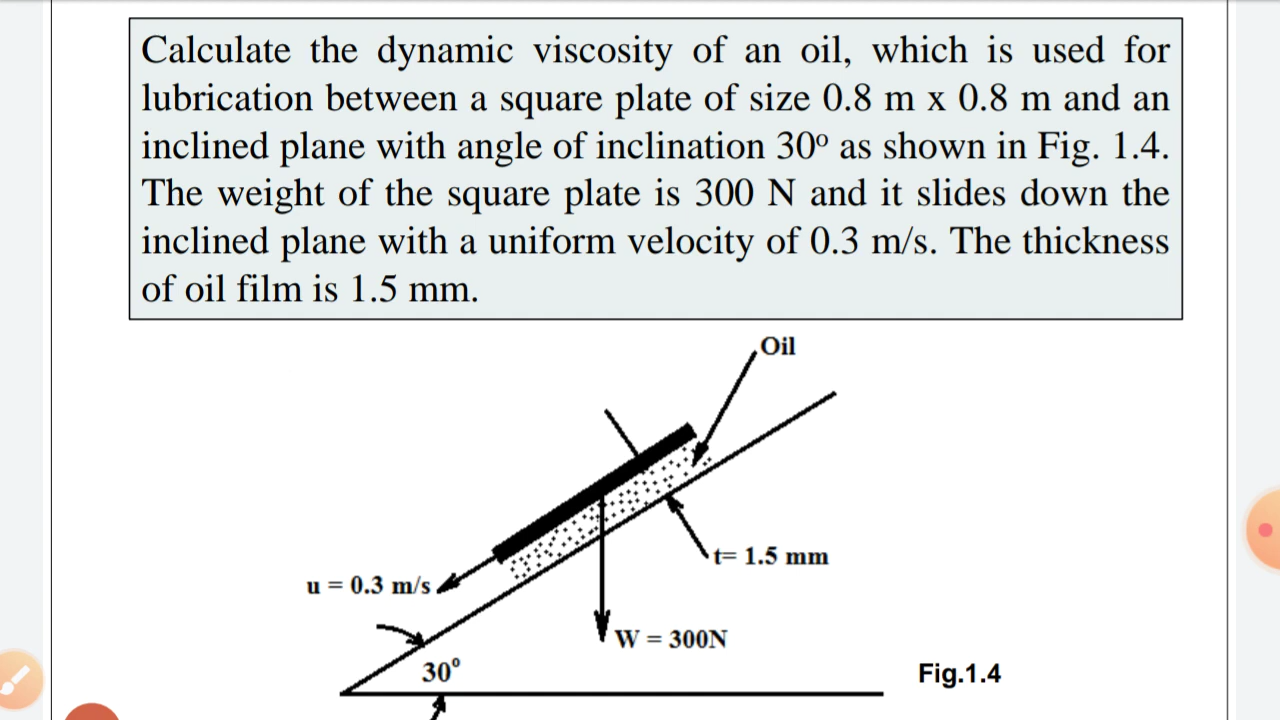 Calculate the dynamic viscosity of an oil, which is used for
lubrication between a square plate of size 0.8 m x 0.8 m and an
inclined plane with angle of inclination 30º as shown in Fig. 1.4.
The weight of the square plate is 300 N and it slides down the
inclined plane with a uniform velocity of 0.3 m/s. The thickness
of oil film is 1.5 mm.
Oil
t= 1.5 mm
u = 0.3 m/s
W = 300N
30º
Fig.1.4